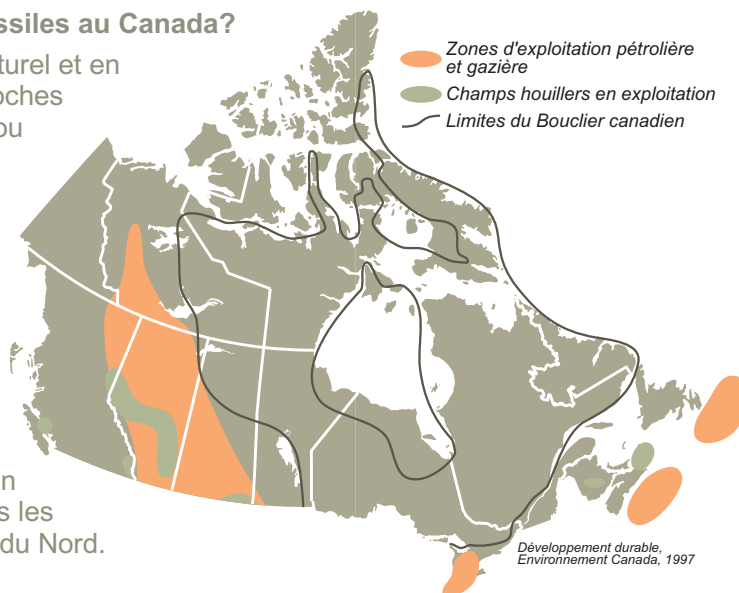 ssiles au Canada?
turel et en
oches
ou
n
s les
du Nord.
Zones d'exploitation pétrolière
et gazière
Champs houillers en exploitation
Limites du Bouclier canadien
Développement durable,
Environnement Canada, 1997